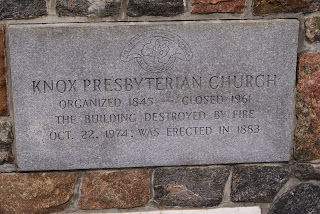 KNOX PRESBYTERIAN CHURCH
ORGANIZED 1845 — CLOSED 1961
THE BUILDING DESTROYED BY FIRE
OCT. 22, 1974, WAS ERECTED IN 1883